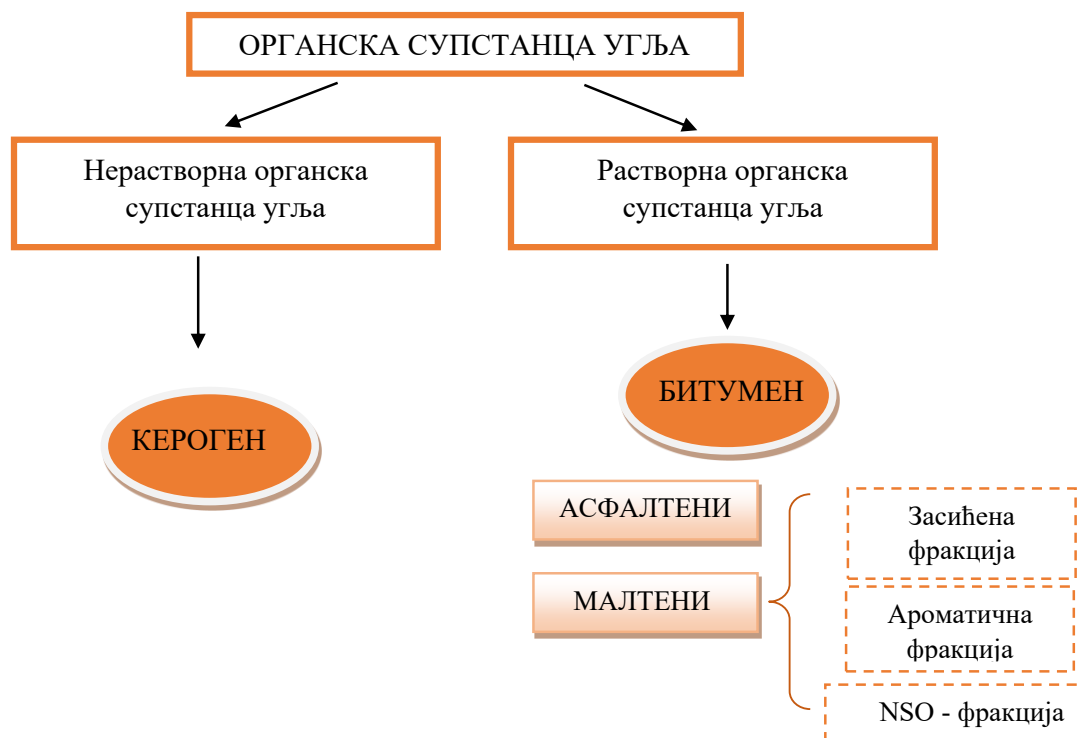 ОРГАНСКА СУПСТАНЦА УГЉА
Нерастворна органска
супстанца угља
Растворна органска
супстанца угља
КЕРОГЕН
БИТУМЕН
АСФАЛТЕНИ
МАЛТЕНИ
Засићена
фракција
Ароматична
фракција
NSO - фракција